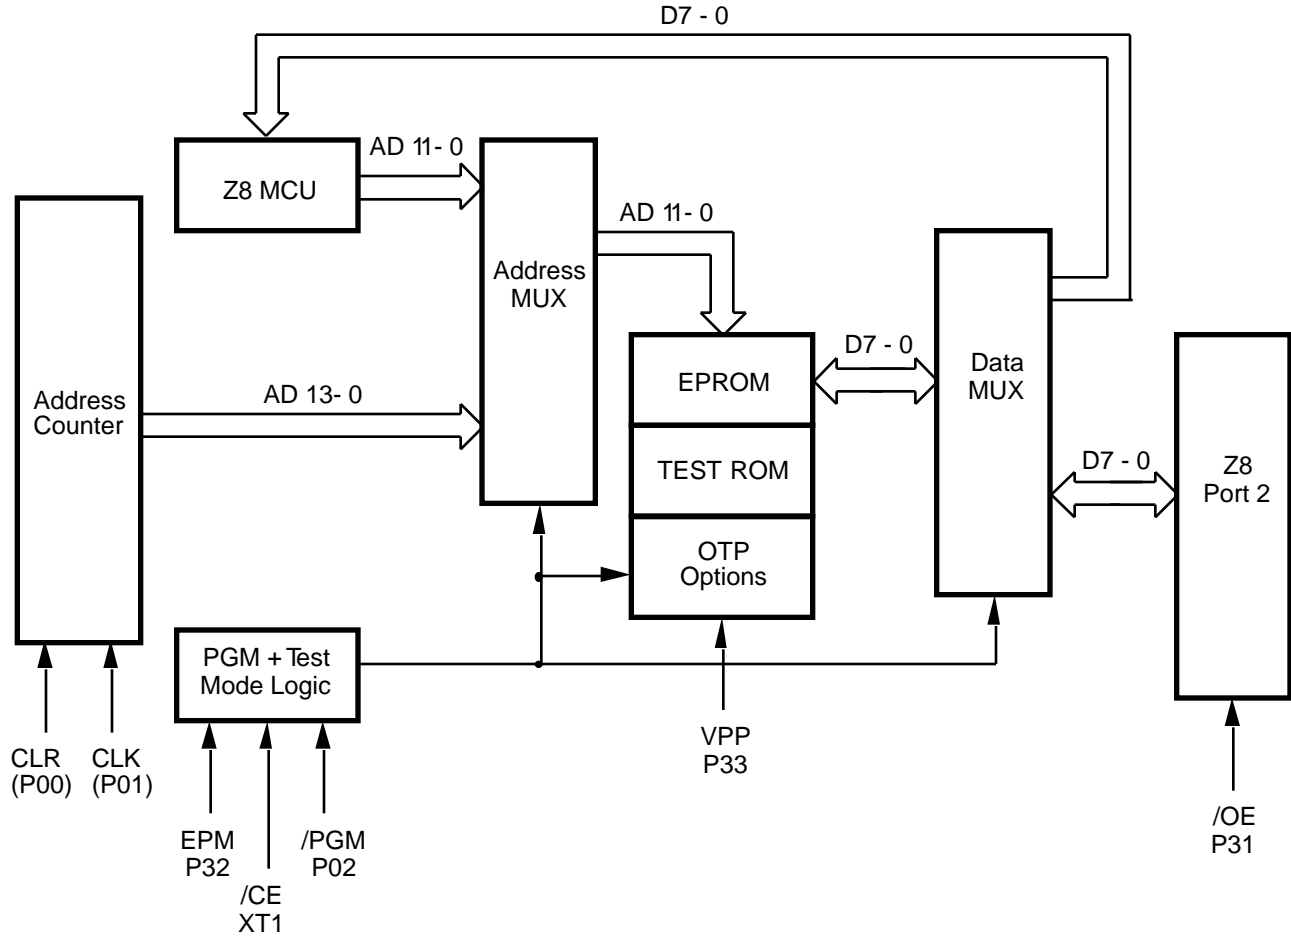 D7 - 0
AD 11- 0
Z8 MCU
AD 11- 0
Address
MUX
D7 - 0
Data
MUX
EPROM
AD 13- 0
Address
Counter
TEST ROM
D7 - 0
Z8
Port 2
OTP
Options
PGM + Test
Mode Logic
CLR
(P00)
CLK
(P01)
VPP
P33
EPM
P32
/PGM
P02
/OE
P31
/CE
XT1